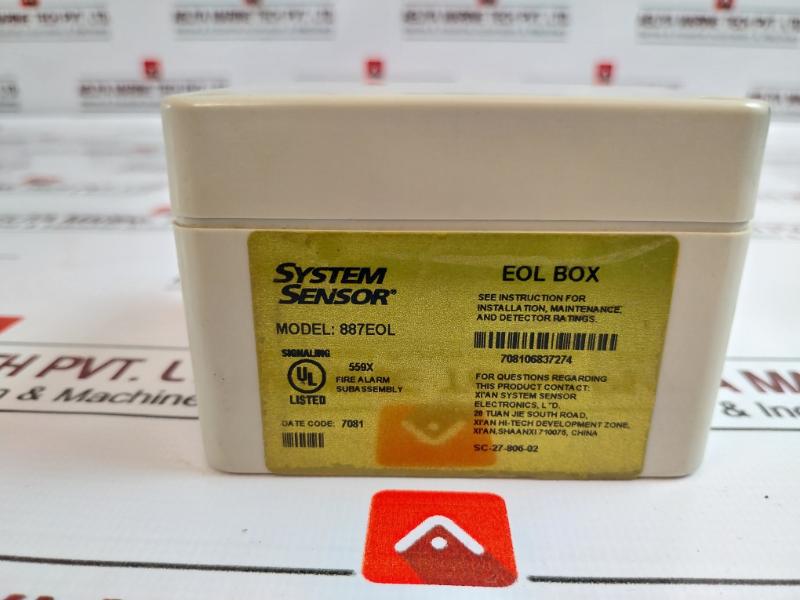 SYSTEM
SENSOR®
MODEL: 887EOL
SIGNALING
UL
LISTED
559X
FIRE ALARM
SUBASSEMBLY
DATE CODE: 7081
EOL BOX
SEE INSTRUCTION FOR
INSTALLATION, MAINTENANCE,
AND DETECTOR RATINGS.
708106837274
FOR QUESTIONS REGARDING
THIS PRODUCT CONTACT:
XI'AN SYSTEM SENSOR
ELECTRONICS, L"D.
28 TUAN JIE SOUTH ROAD,
XI'AN HI-TECH DEVELOPMENT ZONE,
XI'AN,SHAANXI 710075, CHINA
SC-27-806-02
PVT.
& Machine
& In